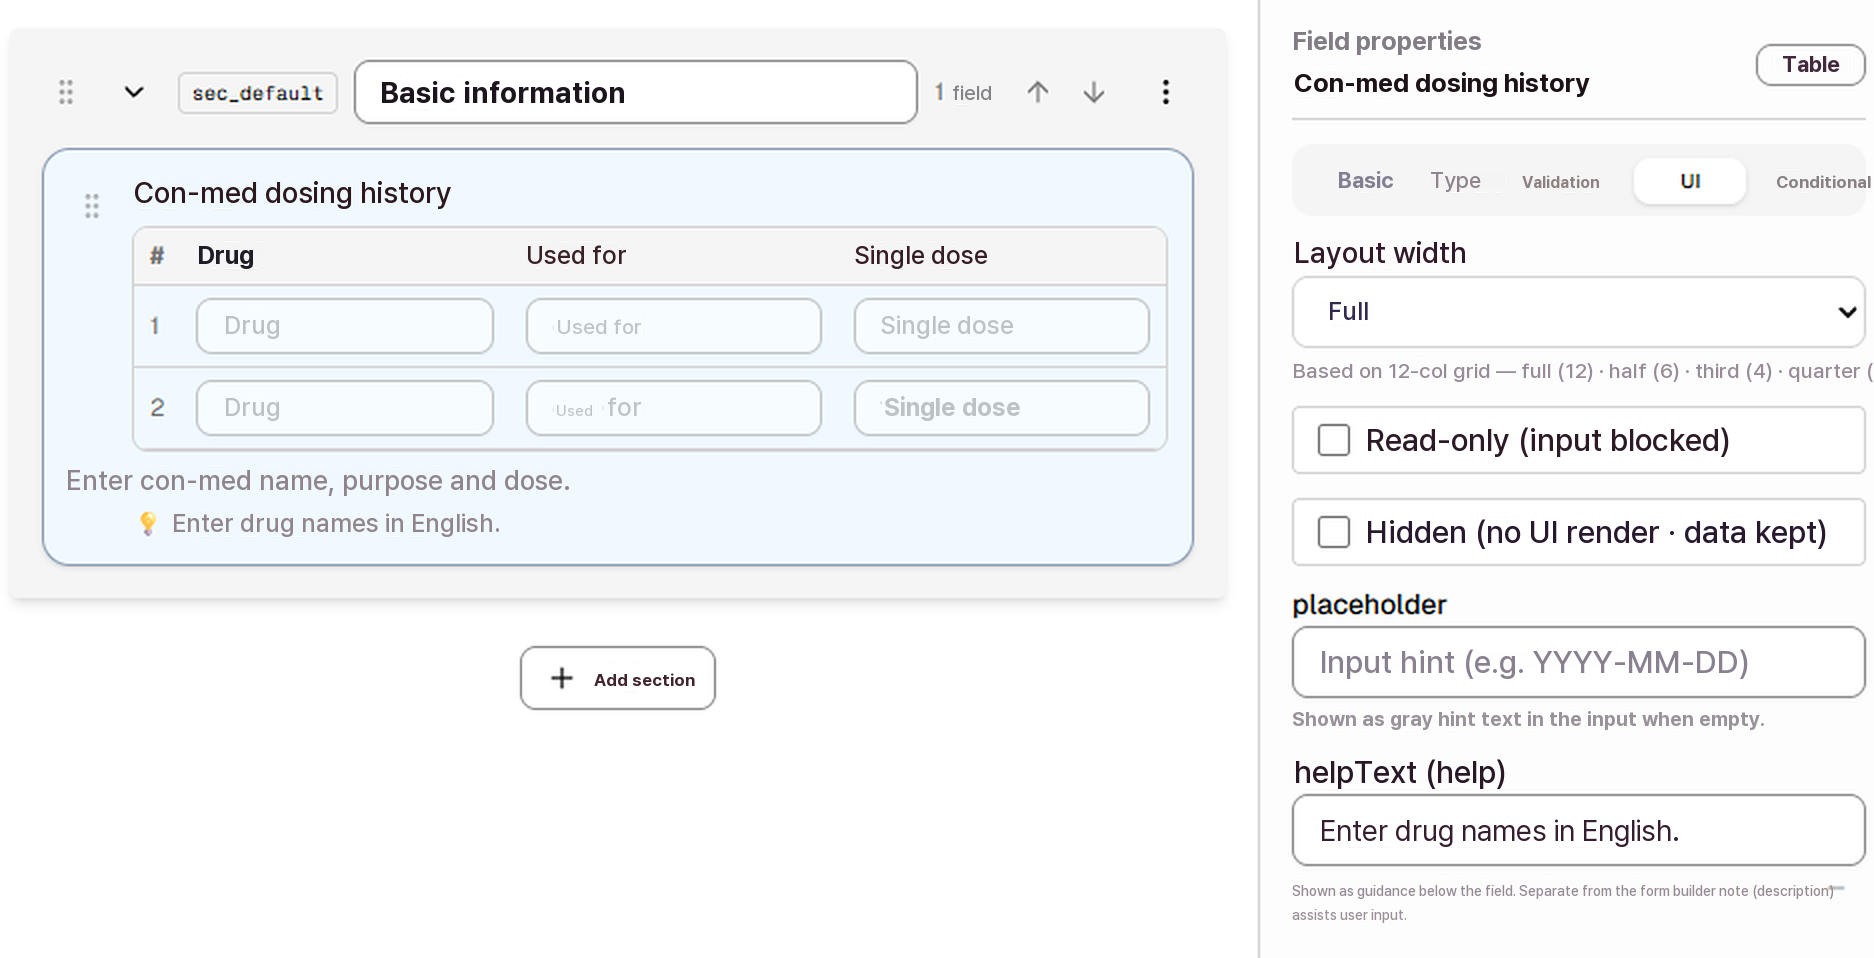 sec_default Basic information 1 field
Con-med dosing history
# Drug Used for Single dose
1 Drug Used for Single dose
2 Drug Used for Single dose
Enter con-med name, purpose and dose.
💡 Enter drug names in English.
+ Add section
Field properties
Con-med dosing history
Table
Basic Type Validation UI Conditional
Layout width
Full
Based on 12-col grid — full (12) · half (6) · third (4) · quarter (
Read-only (input blocked)
Hidden (no UI render · data kept)
placeholder
Input hint (e.g. YYYY-MM-DD)
Shown as gray hint text in the input when empty.
helpText (help)
Enter drug names in English.
Shown as guidance below the field. Separate from the form builder note (description)
assists user input.